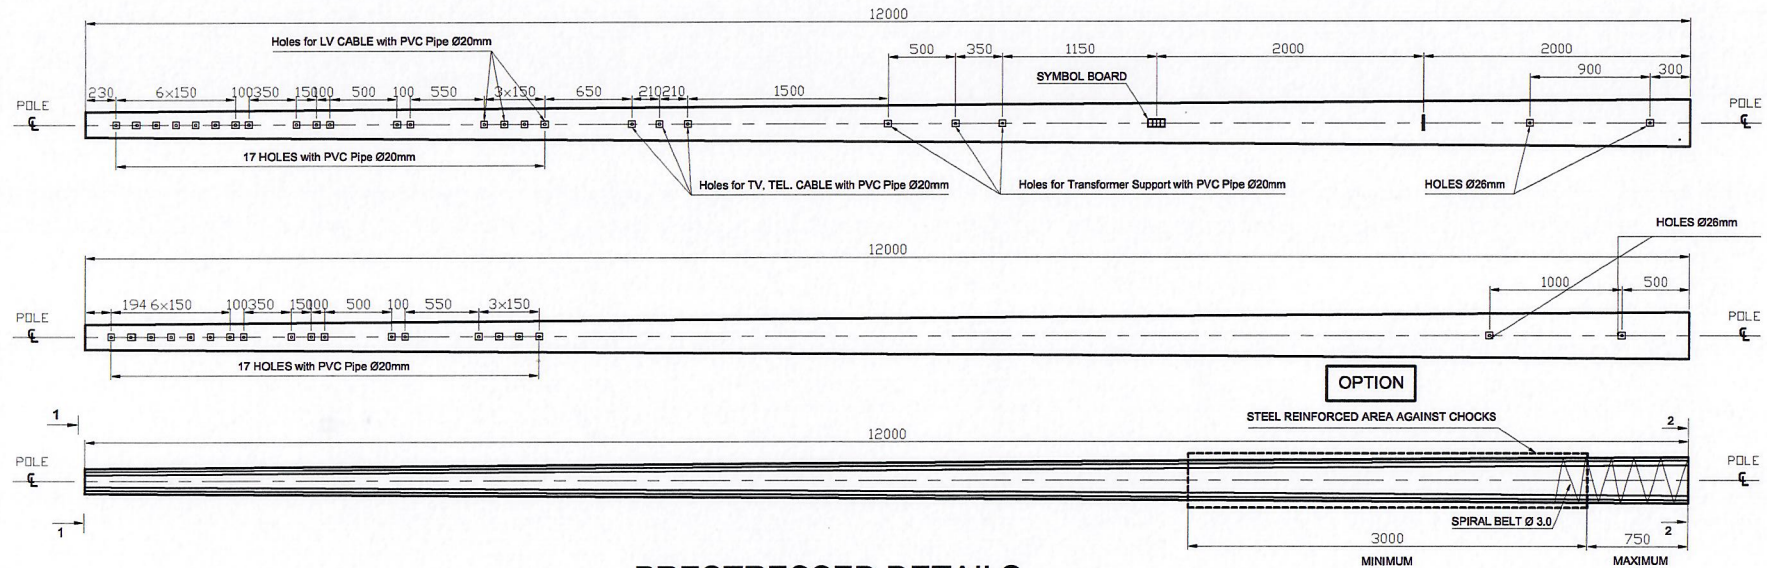 12000
Holes for LV CABLE with PVC Pipe Ø20mm
500 350 1150 2000 2000
SYMBOL BOARD
900 300
230 6×150 100 350 150 100 500 100 550 3×150 650 210 210 1500
POLE
℄
POLE
℄
17 HOLES with PVC Pipe Ø20mm
Holes for TV, TEL. CABLE with PVC Pipe Ø20mm
Holes for Transformer Support with PVC Pipe Ø20mm
HOLES Ø26mm
HOLES Ø26mm
12000
1000 500
194 6×150 100 350 150 100 500 100 550 3×150
POLE
℄
POLE
℄
17 HOLES with PVC Pipe Ø20mm
OPTION
STEEL REINFORCED AREA AGAINST CHOCKS
1
2
12000
POLE
℄
POLE
℄
SPIRAL BELT Ø 3.0
1
2
3000 750
MINIMUM MAXIMUM
PRESTRESSED DETAILS